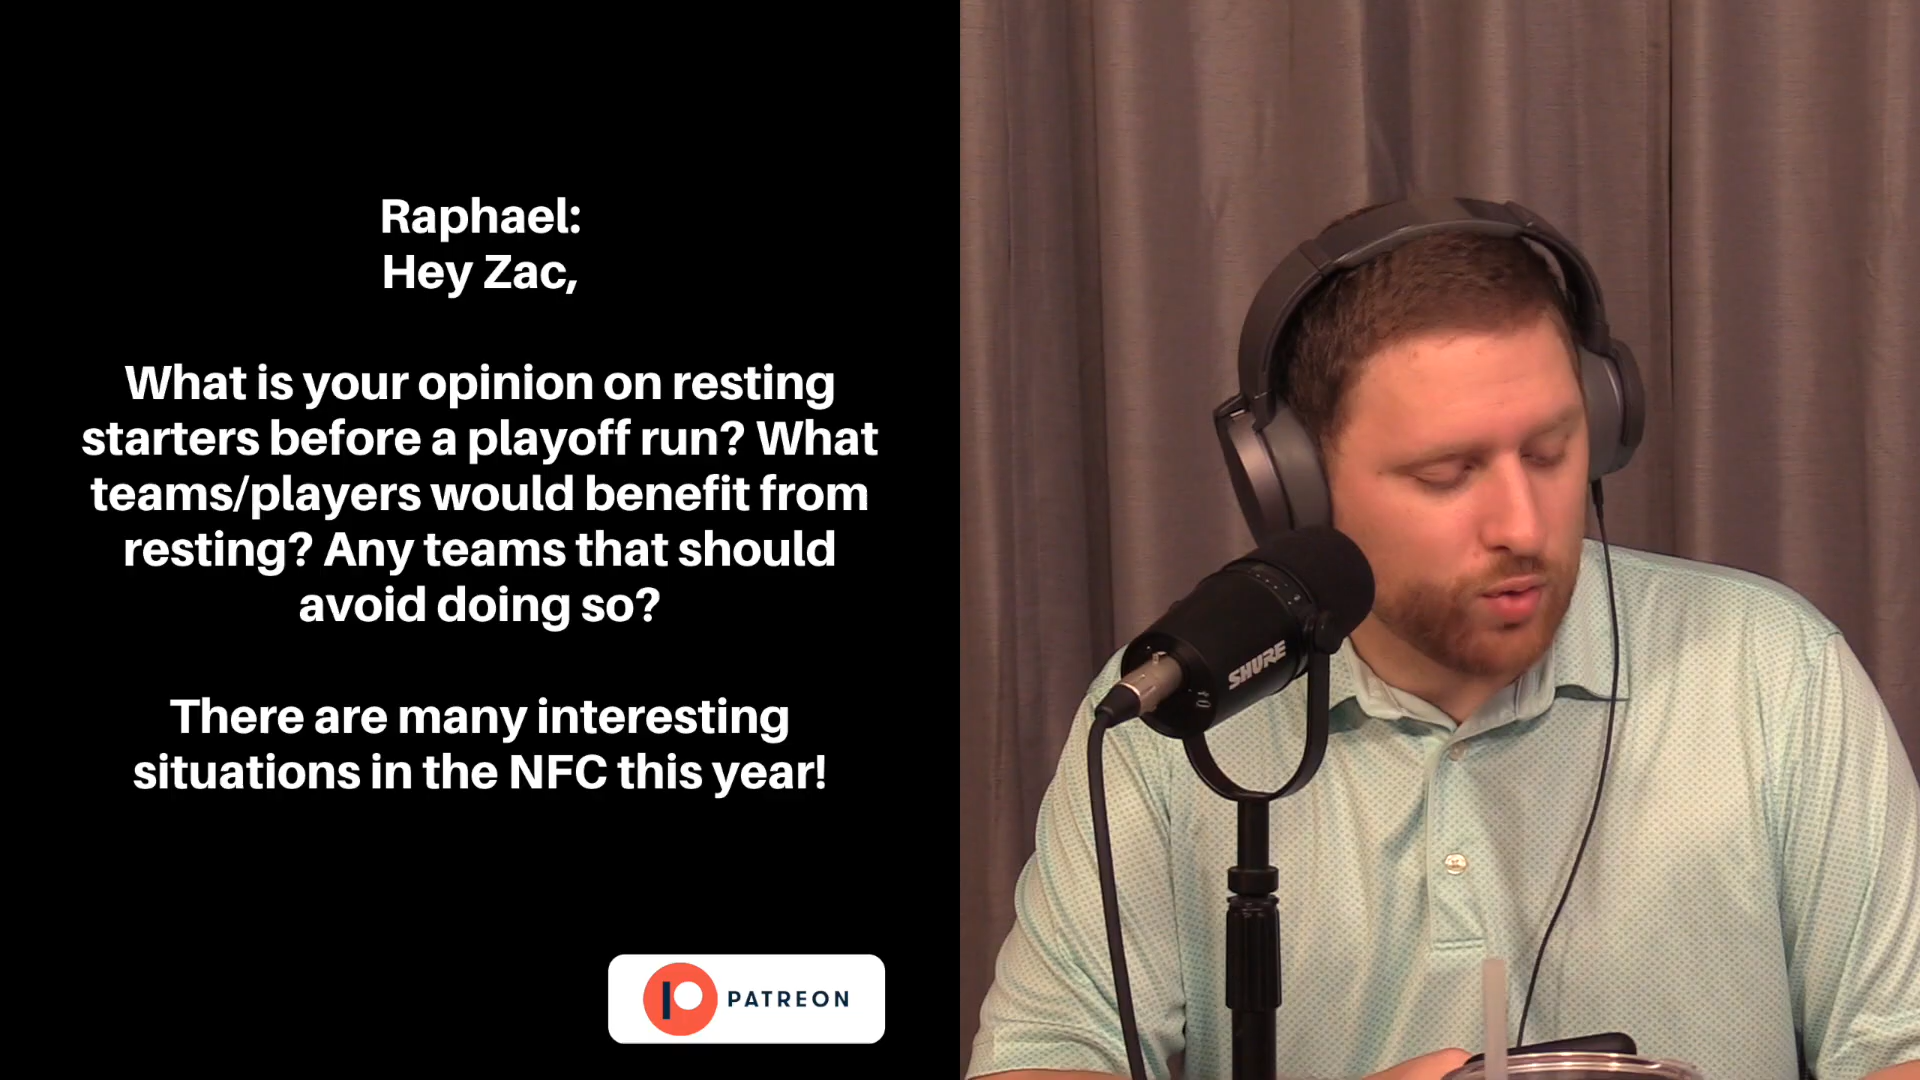 Raphael:
Hey Zac,
What is your opinion on resting
starters before a playoff run? What
teams/players would benefit from
resting? Any teams that should
avoid doing so?
There are many interesting
situations in the NFC this year!
PATREON
SHURE